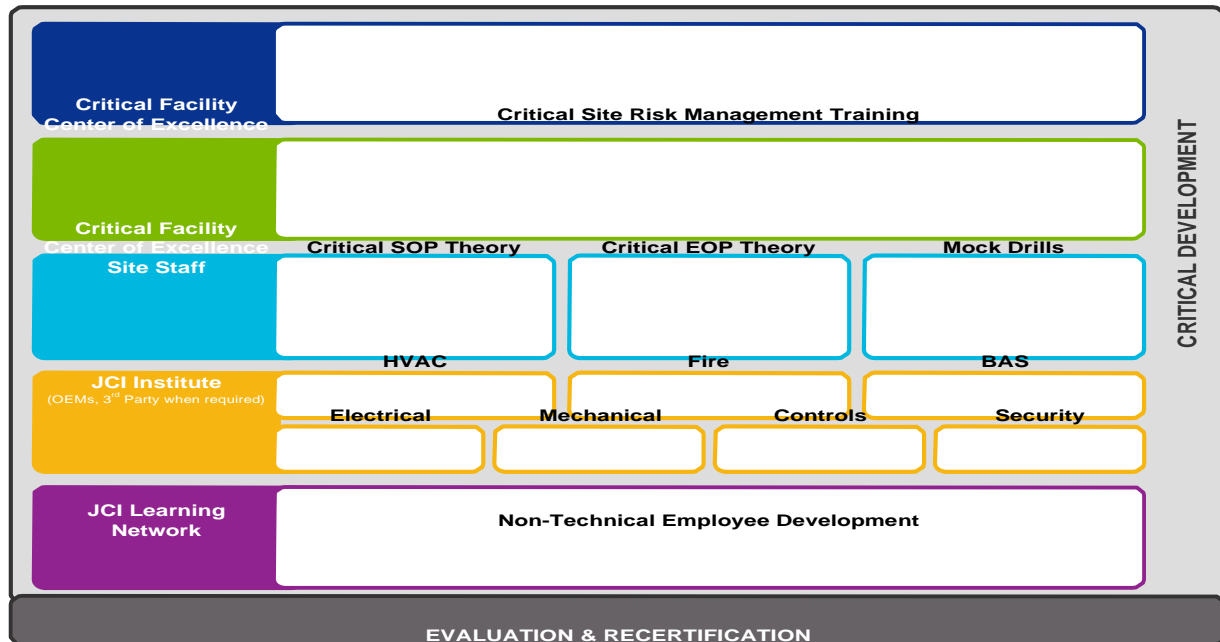 Critical Facility
Center of Excellence
Critical Site Risk Management Training
Critical Facility
Center of Excellence
Site Staff
Critical SOP Theory
Critical EOP Theory
Mock Drills
HVAC
Fire
BAS
JCI Institute
(OEMs, 3rd Party when required)
Electrical
Mechanical
Controls
Security
JCI Learning
Network
Non-Technical Employee Development
CRITICAL DEVELOPMENT
EVALUATION & RECERTIFICATION